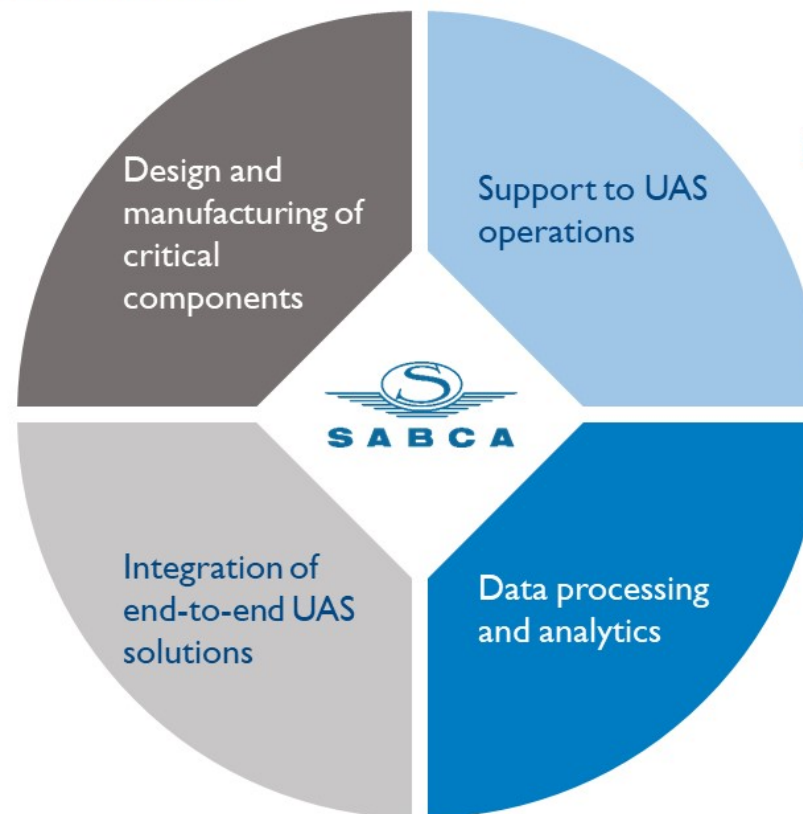 Design and
manufacturing of
critical
components
Support to UAS
operations
S
SABCA
Integration of
end-to-end UAS
solutions
Data processing
and analytics